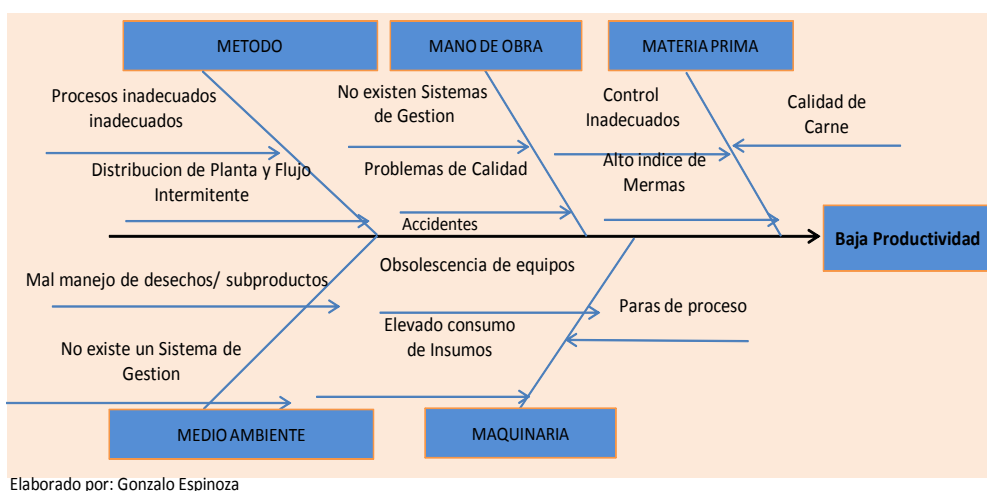 METODO
MANO DE OBRA
MATERIA PRIMA
Procesos inadecuados
inadecuados
Distribucion de Planta y Flujo
Intermitente
No existen Sistemas
de Gestion
Problemas de Calidad
Accidentes
Control
Inadecuados
Alto indice de
Mermas
Calidad de
Carne
Baja Productividad
Mal manejo de desechos/ subproductos
No existe un Sistema de
Gestion
Obsolescencia de equipos
Elevado consumo
de Insumos
Paras de proceso
MEDIO AMBIENTE
MAQUINARIA
Elaborado por: Gonzalo Espinoza